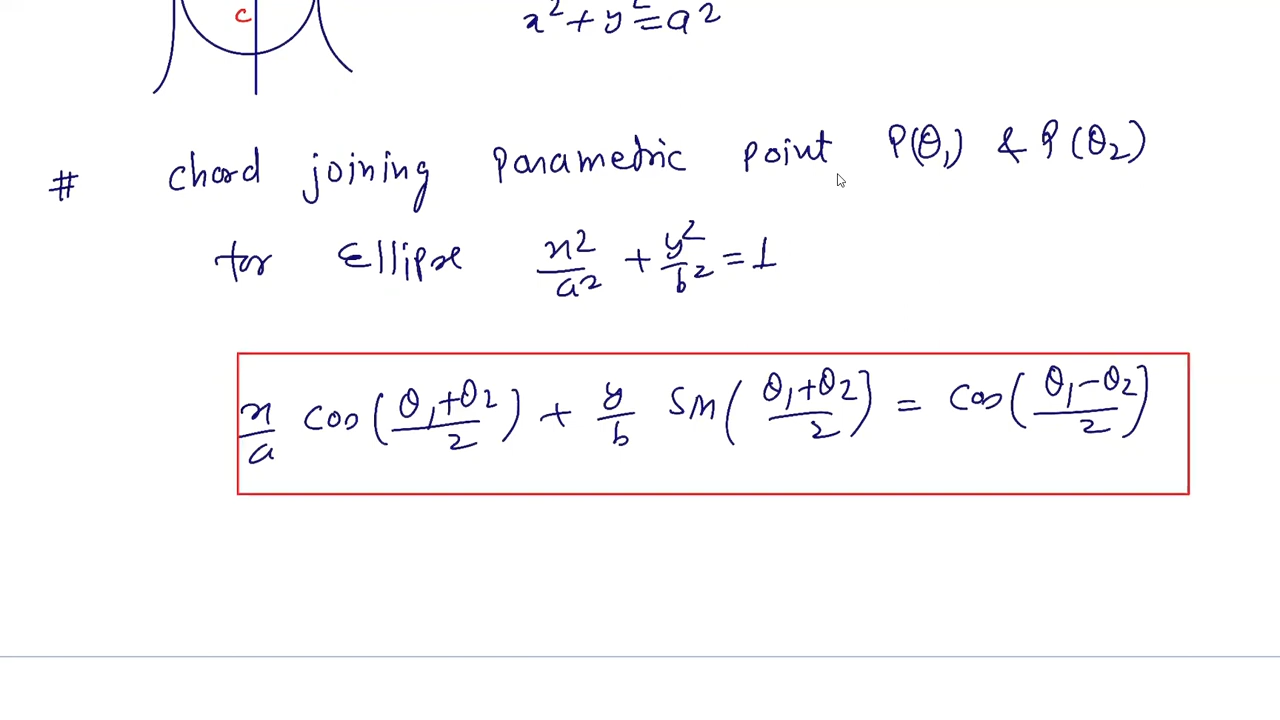 c
x² + y² = a²
# chord joining Parametric point P(θ₁) & P(θ₂)
for Ellipse x²/a² + y²/b² = 1
x/a cos((θ₁+θ₂)/2) + y/b sin((θ₁+θ₂)/2) = cos((θ₁-θ₂)/2)